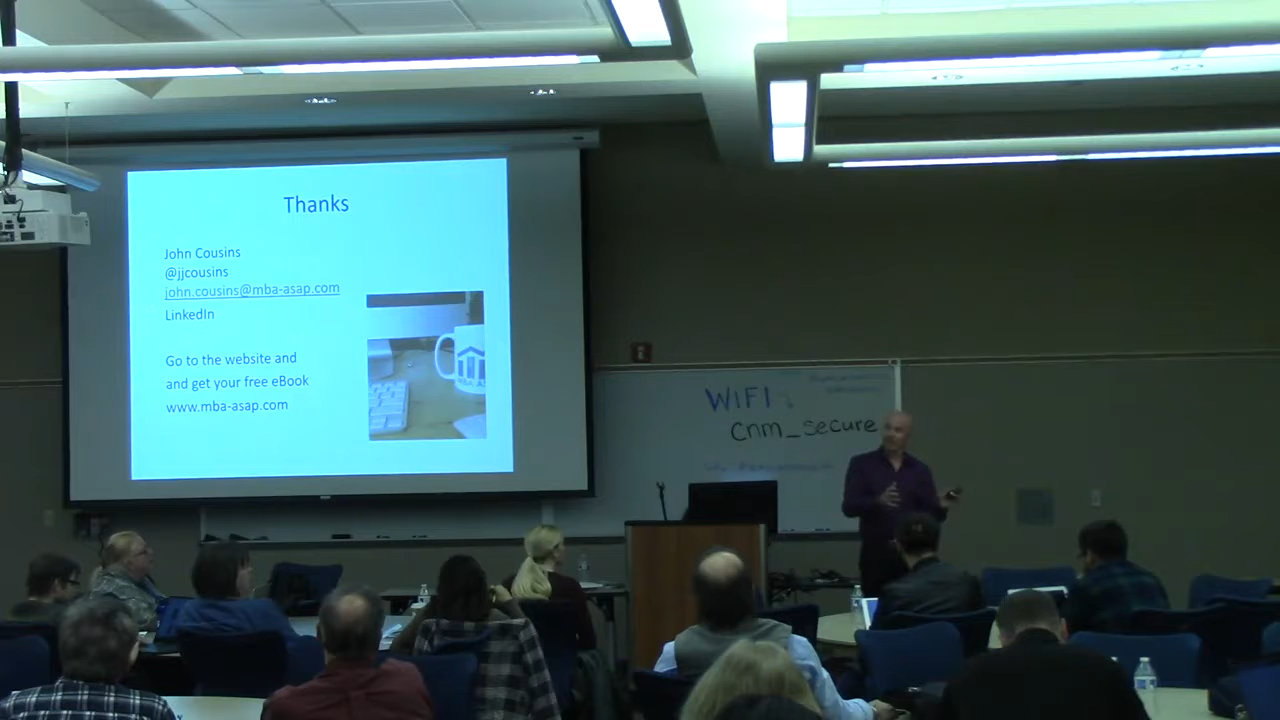 Thanks
John Cousins
@jjcousins
john.cousins@mba-asap.com
LinkedIn
Go to the website and
and get your free eBook
www.mba-asap.com
WIFI
Cnm_secure